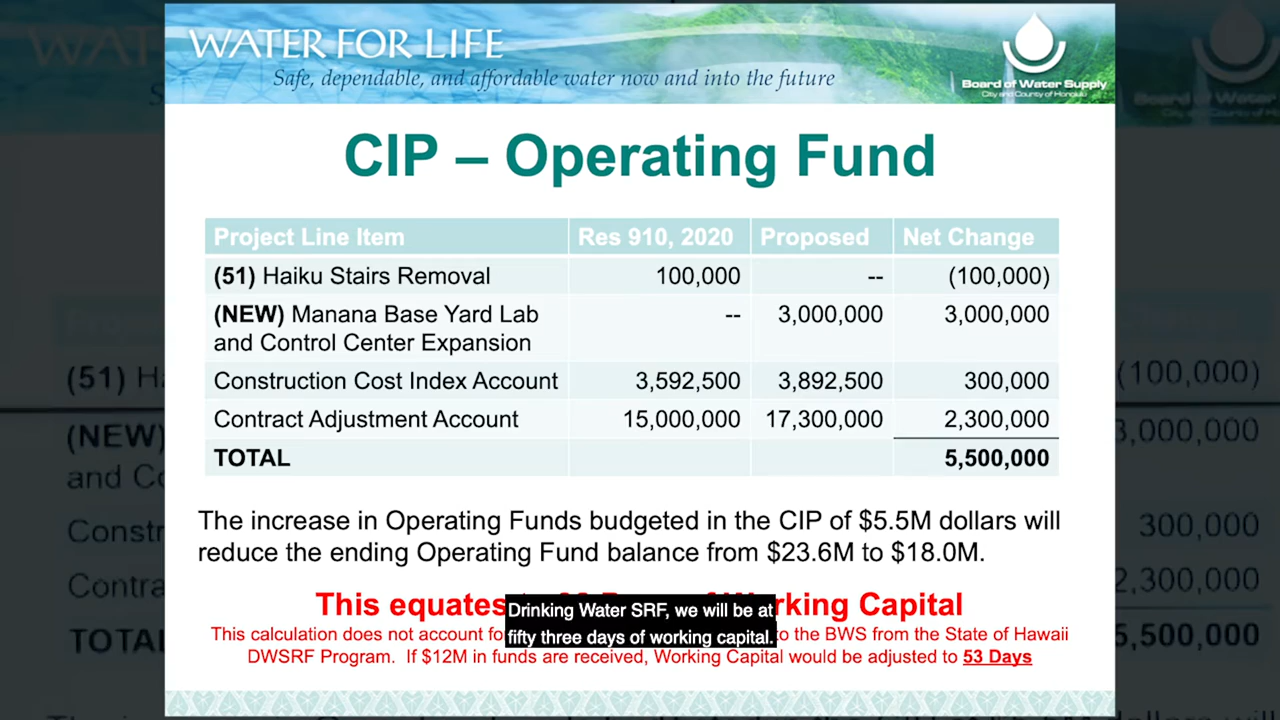 WATER FOR LIFE
Safe, dependable, and affordable water now and into the future
Board of Water Supply
City and County of Honolulu
CIP – Operating Fund
Project Line Item Res 910, 2020 Proposed Net Change
(51) Haiku Stairs Removal 100,000 -- (100,000)
(NEW) Manana Base Yard Lab -- 3,000,000 3,000,000
and Control Center Expansion
Construction Cost Index Account 3,592,500 3,892,500 300,000
Contract Adjustment Account 15,000,000 17,300,000 2,300,000
TOTAL 5,500,000
The increase in Operating Funds budgeted in the CIP of $5.5M dollars will
reduce the ending Operating Fund balance from $23.6M to $18.0M.
This equates Capital
Drinking Water SRF, we will be at
fifty three days of working capital.
This calculation does not account to the BWS from the State of Hawaii
DWSRF Program. If $12M in funds are received, Working Capital would be adjusted to 53 Days